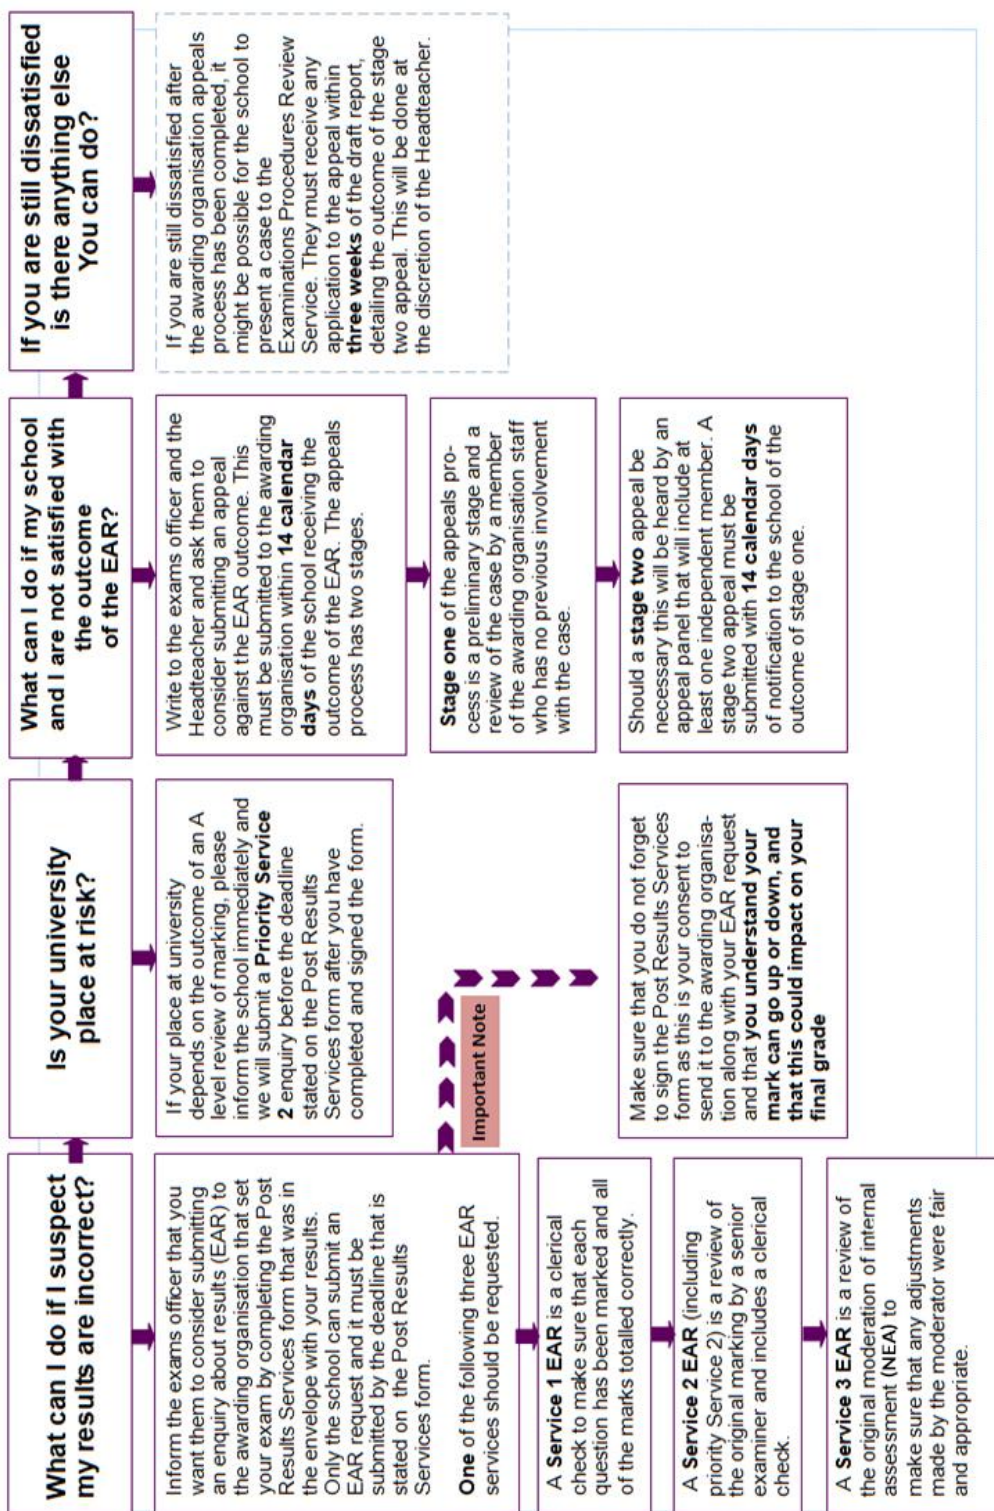 What can I do if I suspect
my results are incorrect?
Inform the exams officer that you
want them to consider submitting
an enquiry about results (EAR) to
the awarding organisation that set
your exam by completing the Post
Results Services form that was in
the envelope with your results.
Only the school can submit an
EAR request and it must be
submitted by the deadline that is
stated on  the Post Results
Services form.
One of the following three EAR
services should be requested.
A Service 1 EAR is a clerical
check to make sure that each
question has been marked and all
of the marks totalled correctly.
A Service 2 EAR (including
priority Service 2) is a review of
the original marking by a senior
examiner and includes a clerical
check.
A Service 3 EAR is a review of
the original moderation of internal
assessment (NEA) to
make sure that any adjustments
made by the moderator were fair
and appropriate.
Is your university
place at risk?
If your place at university
depends on the outcome of an A
level review of marking, please
inform the school immediately and
we will submit a Priority Service
2 enquiry before the deadline
stated on the Post Results
Services form after you have
completed and signed the form.
Important Note
Make sure that you do not forget
to sign the Post Results Services
form as this is your consent to
send it to the awarding organisa-
tion along with your EAR request
and that you understand your
mark can go up or down, and
that this could impact on your
final grade
What can I do if my school
and I are not satisfied with
the outcome
of the EAR?
Write to the exams officer and the
Headteacher and ask them to
consider submitting an appeal
against the EAR outcome. This
must be submitted to the awarding
organisation within 14 calendar
days of the school receiving the
outcome of the EAR. The appeals
process has two stages.
Stage one of the appeals pro-
cess is a preliminary stage and a
review of the case by a member
of the awarding organisation staff
who has no previous involvement
with the case.
Should a stage two appeal be
necessary this will be heard by an
appeal panel that will include at
least one independent member. A
stage two appeal must be
submitted with 14 calendar days
of notification to the school of the
outcome of stage one.
If you are still dissatisfied
is there anything else
You can do?
If you are still dissatisfied after
the awarding organisation appeals
process has been completed, it
might be possible for the school to
present a case to the
Examinations Procedures Review
Service. They must receive any
application to the appeal within
three weeks of the draft report,
detailing the outcome of the stage
two appeal. This will be done at
the discretion of the Headteacher.